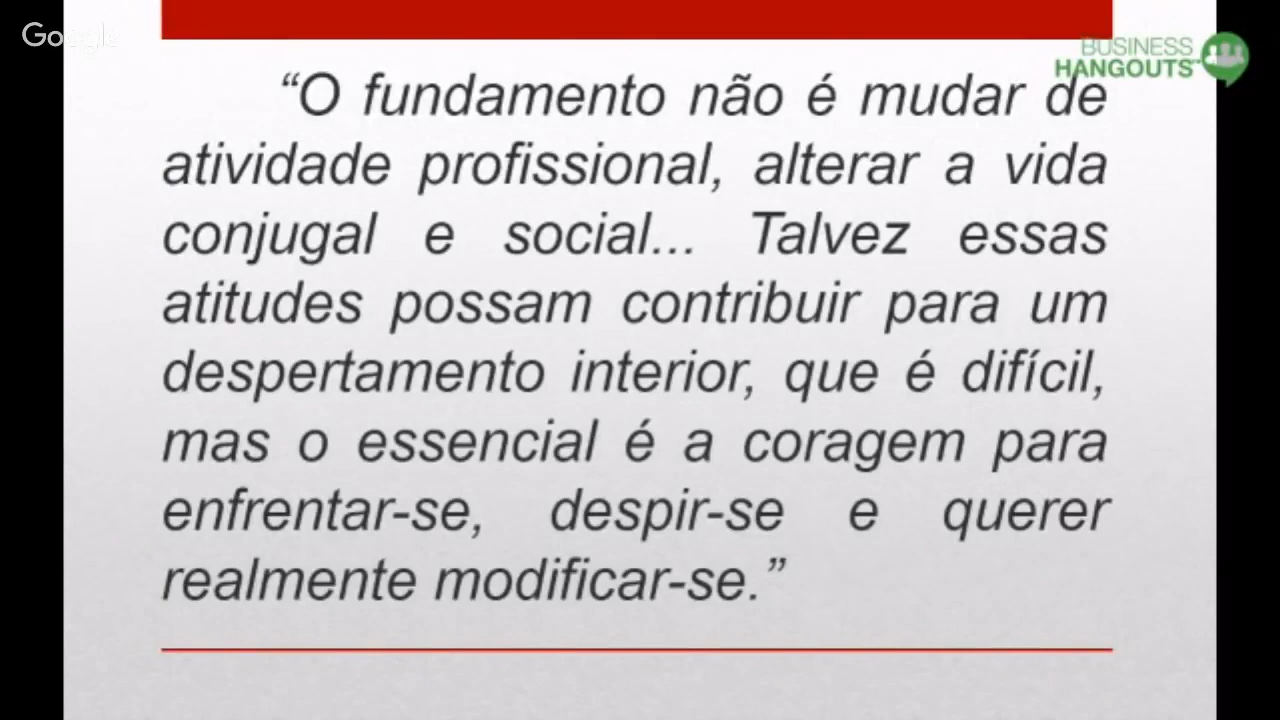 Google
BUSINESS
HANGOUTS
“O fundamento não é mudar de
atividade profissional, alterar a vida
conjugal e social... Talvez essas
atitudes possam contribuir para um
despertamento interior, que é difícil,
mas o essencial é a coragem para
enfrentar-se, despir-se e querer
realmente modificar-se.”